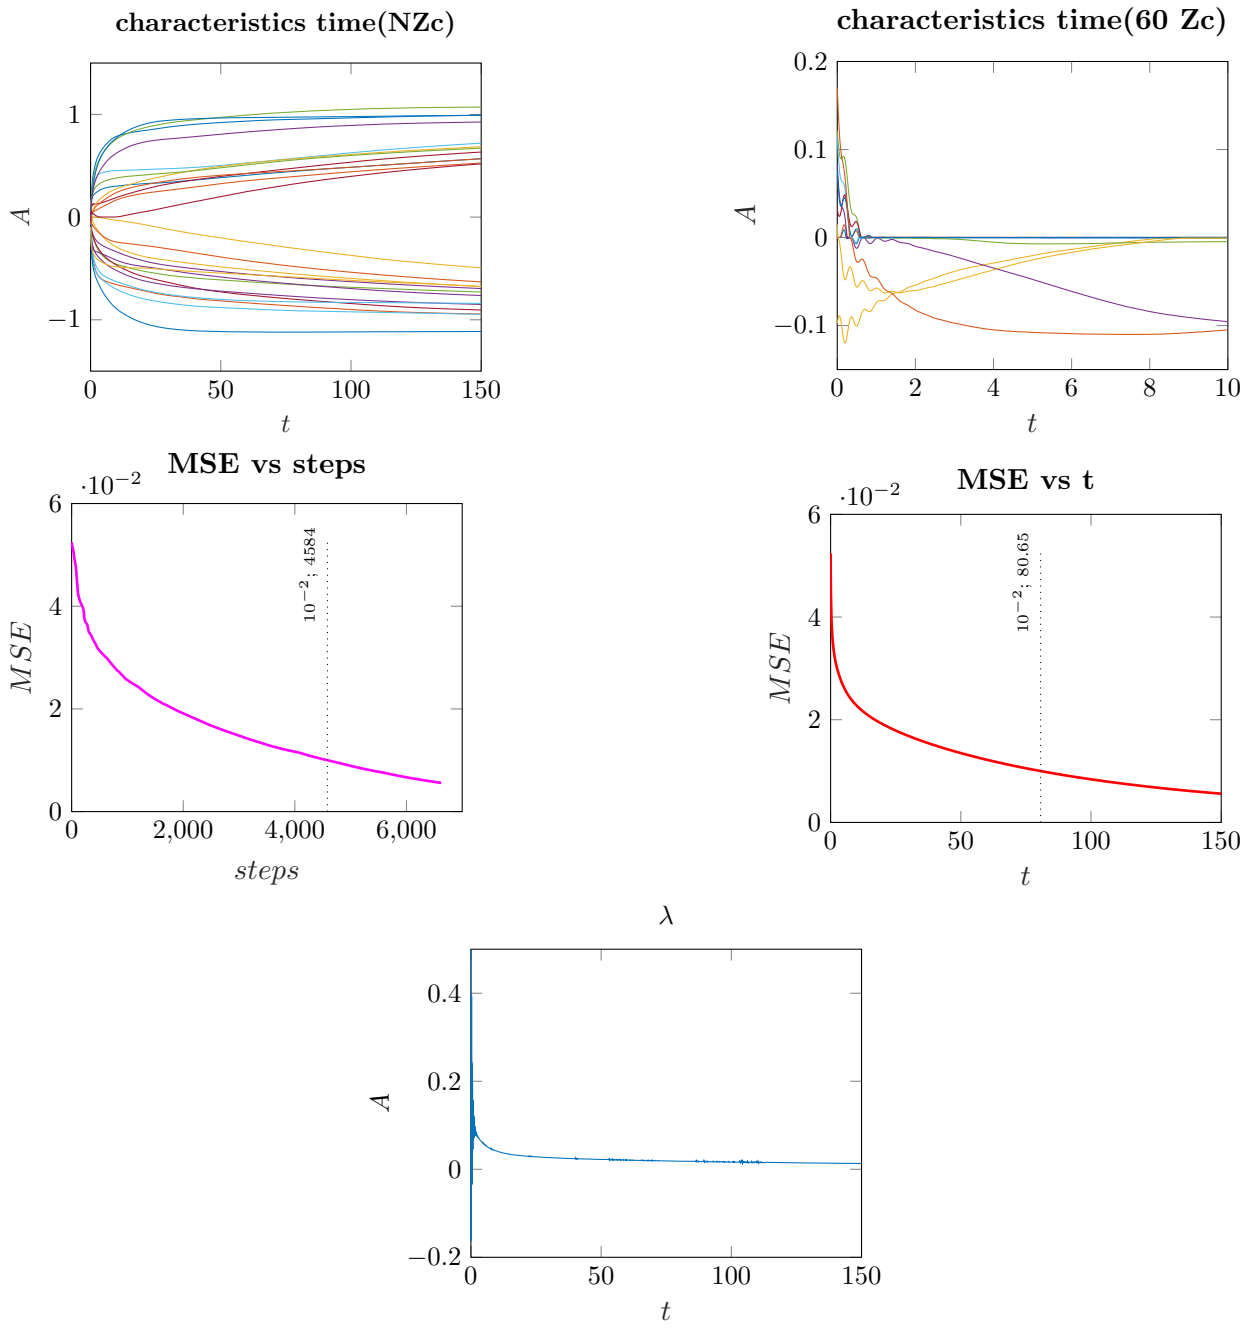 characteristics time(NZc)
A
1
0
−1
0 50 100 150
t
characteristics time(60 Zc)
A
0.2
0.1
0
−0.1
0 2 4 6 8 10
t
MSE vs steps
·10−2
MSE
6
4
2
0
10−2; 4584
0 2,000 4,000 6,000
steps
MSE vs t
·10−2
MSE
6
4
2
0
10−2; 80.65
0 50 100 150
t
λ
A
0.4
0.2
0
−0.2
0 50 100 150
t